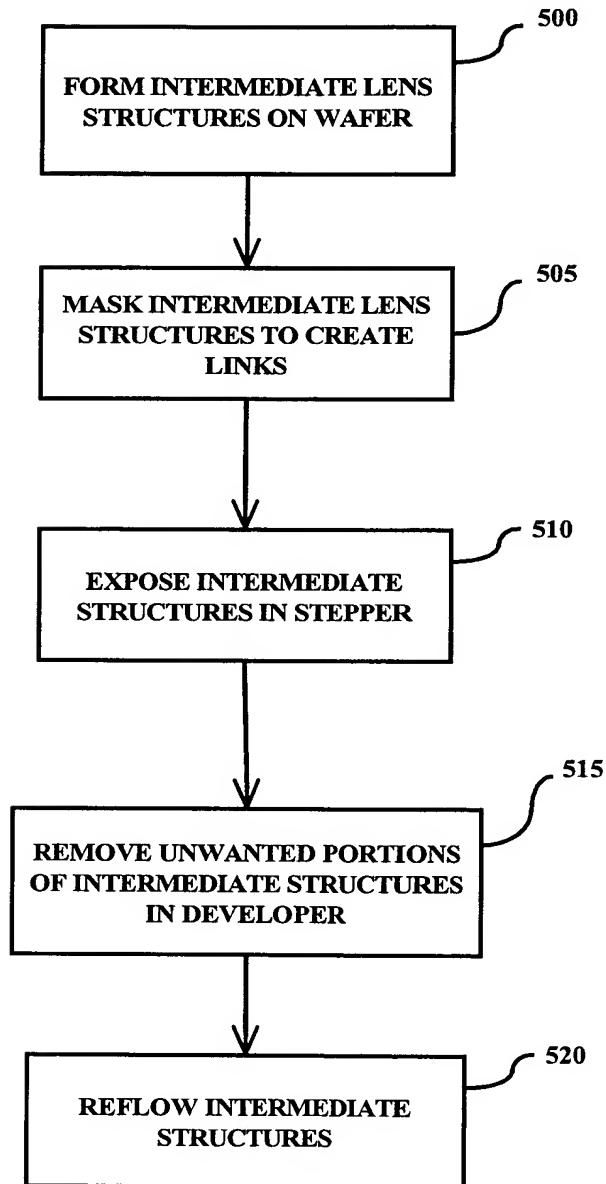 500
FORM INTERMEDIATE LENS
STRUCTURES ON WAFER
505
MASK INTERMEDIATE LENS
STRUCTURES TO CREATE
LINKS
510
EXPOSE INTERMEDIATE
STRUCTURES IN STEPPER
515
REMOVE UNWANTED PORTIONS
OF INTERMEDIATE STRUCTURES
IN DEVELOPER
520
REFLOW INTERMEDIATE
STRUCTURES